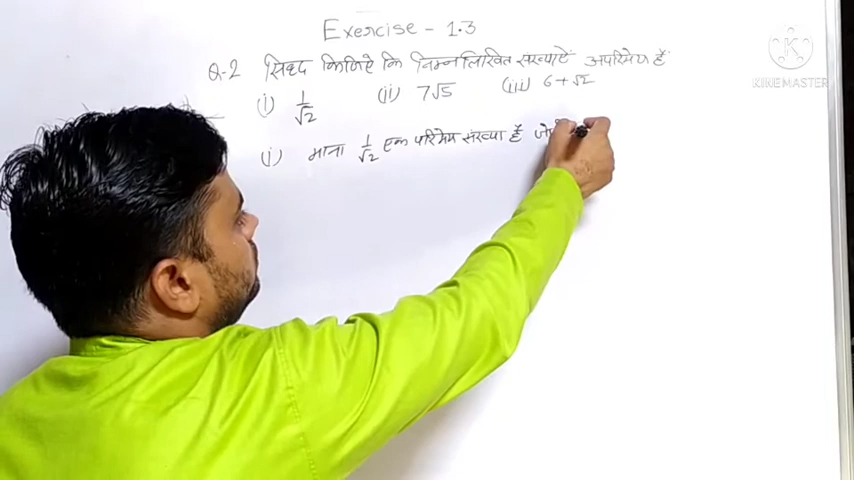 Exercise - 1.3
KINEMASTER
Q-2 सिध्द किजिऐ कि निम्नलिखित संख्याऐं अपरिमेय हैं
(i) 1/√2 (ii) 7√5 (iii) 6+√2
(i) माना 1/√2 एक परिमेय संख्या है